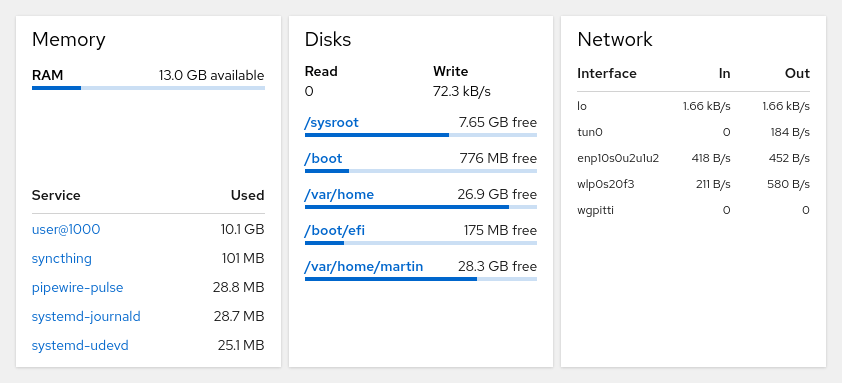 Memory
RAM 13.0 GB available
Service Used
user@1000 10.1 GB
syncthing 101 MB
pipewire-pulse 28.8 MB
systemd-journald 28.7 MB
systemd-udevd 25.1 MB
Disks
Read Write
0 72.3 kB/s
/sysroot 7.65 GB free
/boot 776 MB free
/var/home 26.9 GB free
/boot/efi 175 MB free
/var/home/martin 28.3 GB free
Network
Interface In Out
lo 1.66 kB/s 1.66 kB/s
tun0 0 184 B/s
enp10s0u2u1u2 418 B/s 452 B/s
wlp0s20f3 211 B/s 580 B/s
wgpitti 0 0